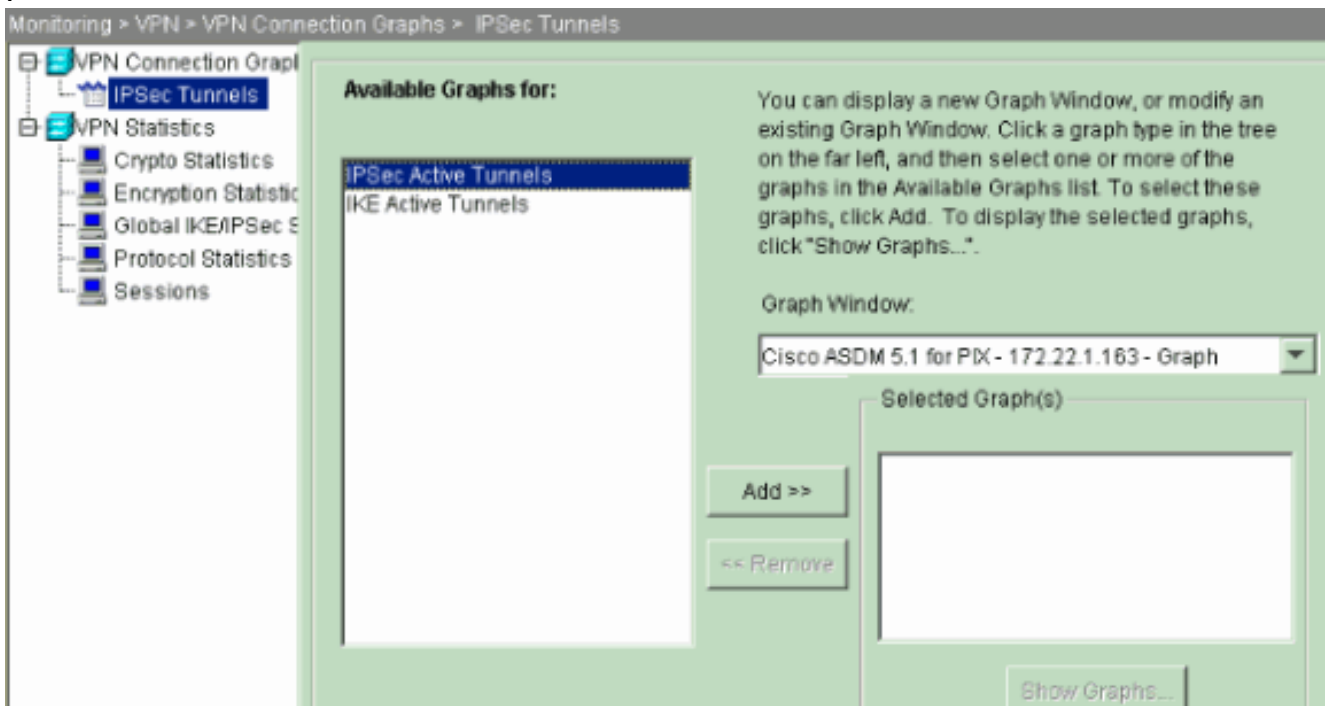 Monitoring > VPN > VPN Connection Graphs > IPSec Tunnels
VPN Connection Grapl
IPSec Tunnels
VPN Statistics
Crypto Statistics
Encryption Statistic
Global IKE/IPSec S
Protocol Statistics
Sessions
Available Graphs for:
IPSec Active Tunnels
IKE Active Tunnels
You can display a new Graph Window, or modify an
existing Graph Window. Click a graph type in the tree
on the far left, and then select one or more of the
graphs in the Available Graphs list. To select these
graphs, click Add. To display the selected graphs,
click "Show Graphs...".
Graph Window:
Cisco ASDM 5.1 for PIX - 172.22.1.163 - Graph
Add >>
<< Remove
Selected Graph(s)
Show Graphs...